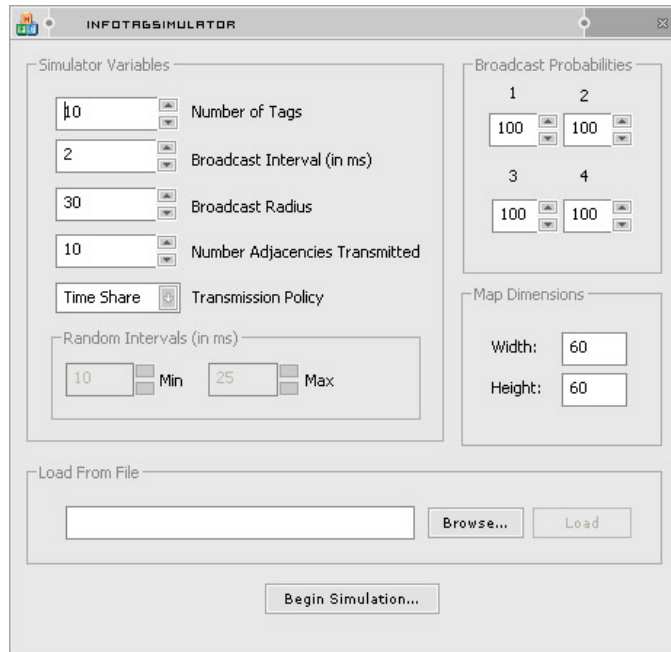 INFOTAGSIMULATOR
Simulator Variables
10 Number of Tags
2 Broadcast Interval (in ms)
30 Broadcast Radius
10 Number Adjacencies Transmitted
Time Share Transmission Policy
Random Intervals (in ms)
10 Min 25 Max
Broadcast Probabilities
1 2
100 100
3 4
100 100
Map Dimensions
Width: 60
Height: 60
Load From File
Browse... Load
Begin Simulation...